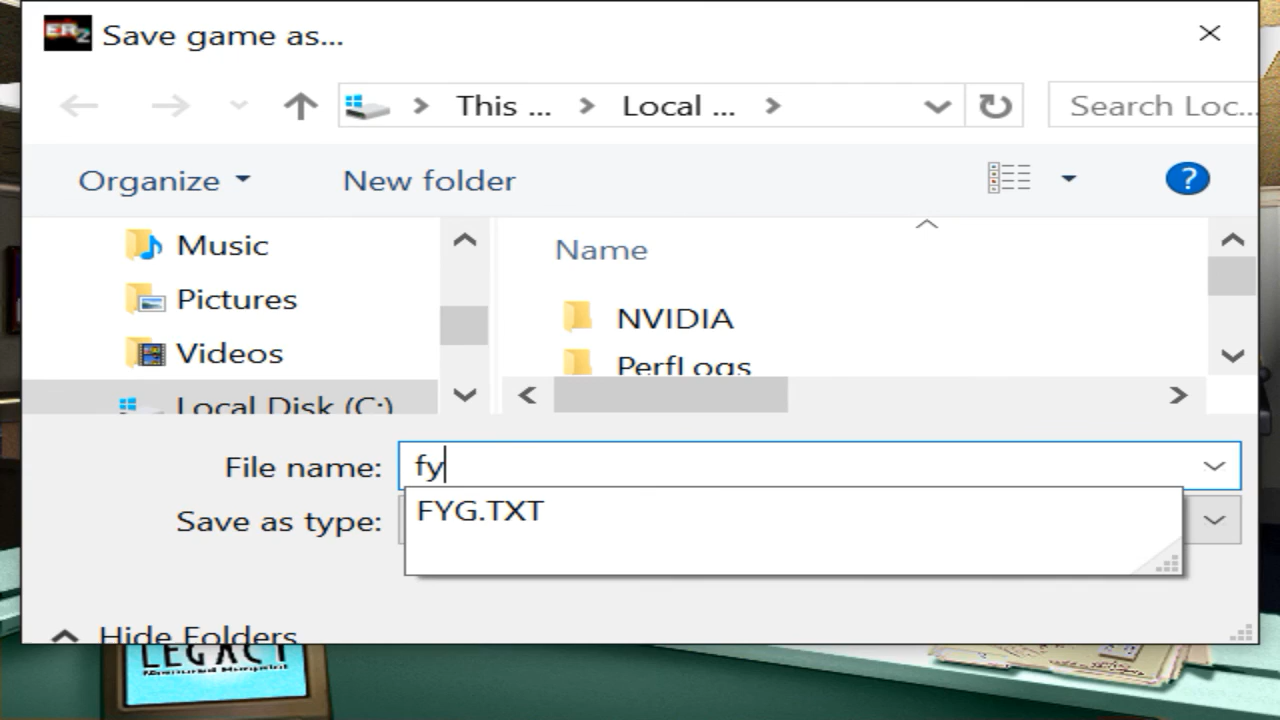 ER2 Save game as...
This ... Local ... Search Loc...
Organize New folder ?
Music
Pictures
Videos
Local Disk (C:)
Name
NVIDIA
PerfLogs
File name: fy
FYG.TXT
Save as type:
Hide Folders
LEGACY